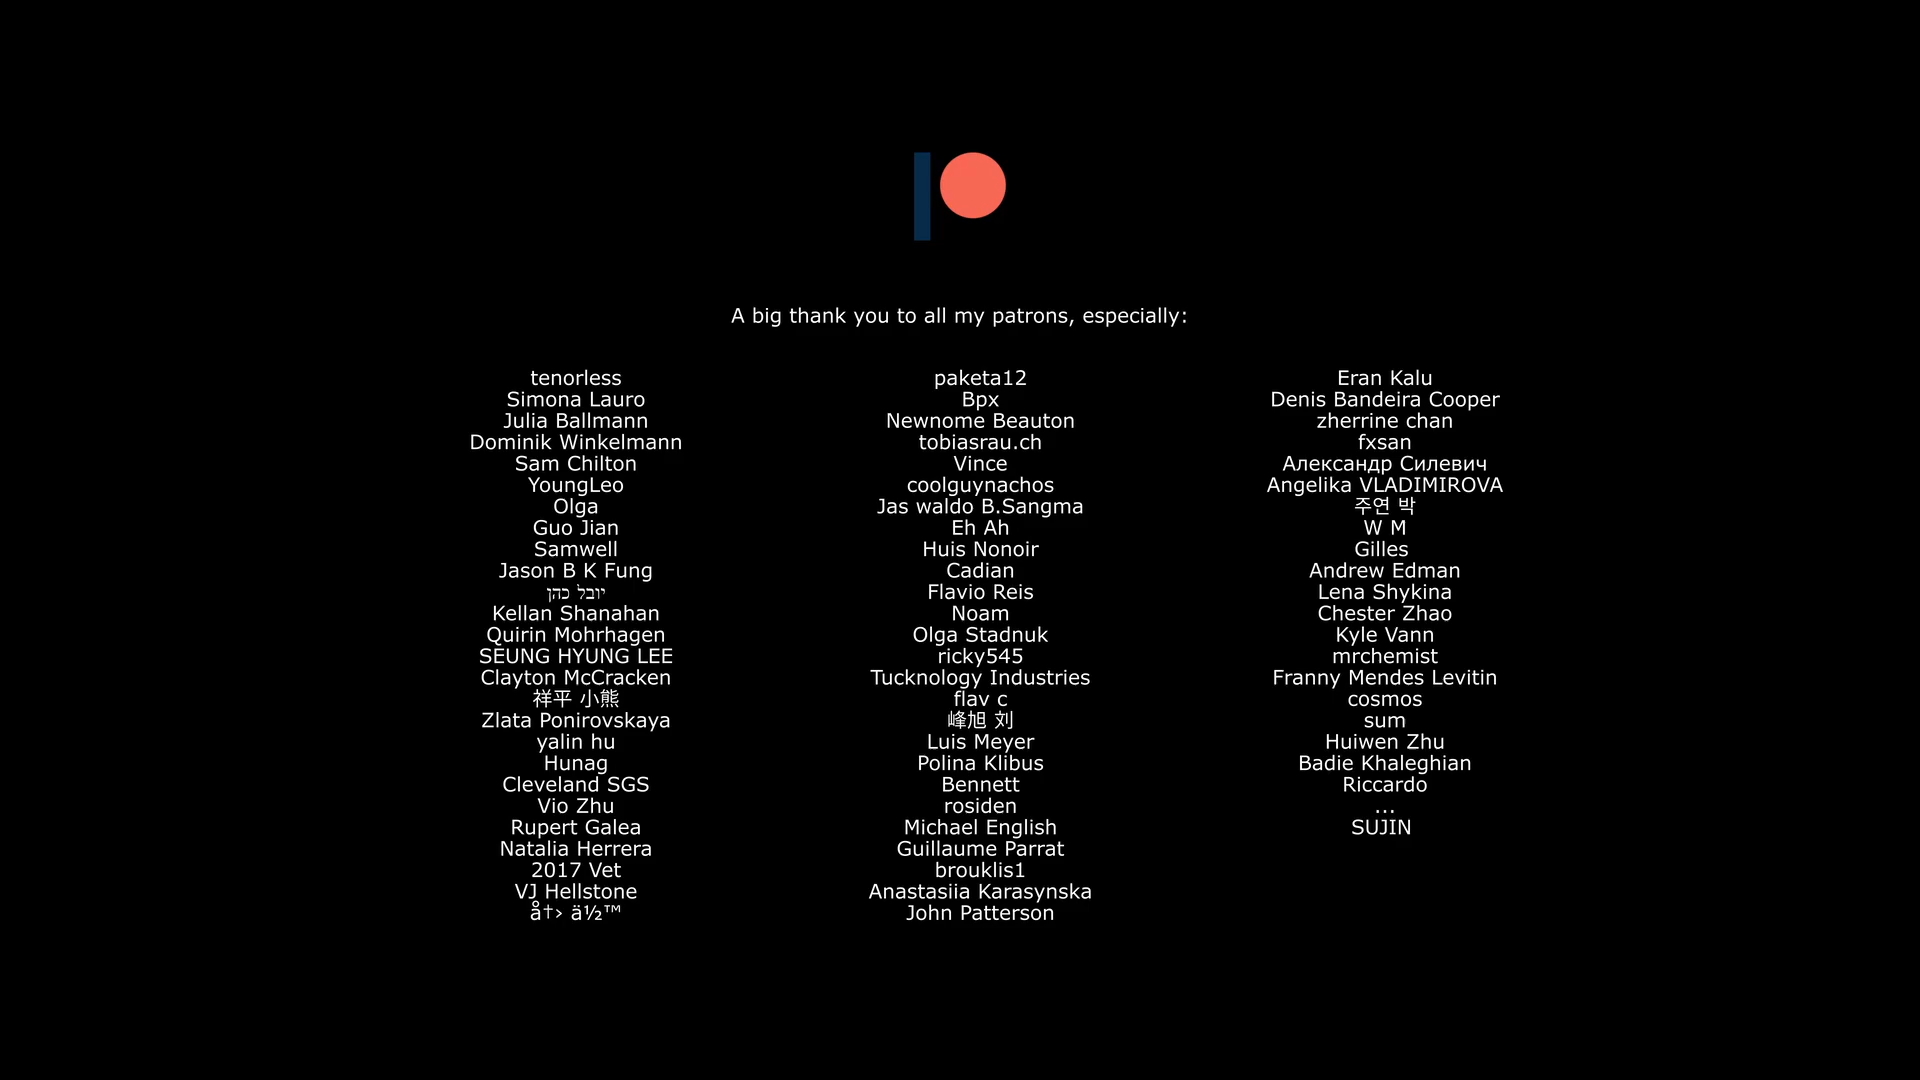 A big thank you to all my patrons, especially:
tenorless
Simona Lauro
Julia Ballmann
Dominik Winkelmann
Sam Chilton
YoungLeo
Olga
Guo Jian
Samwell
Jason B K Fung
יובל כהן
Kellan Shanahan
Quirin Mohrhagen
SEUNG HYUNG LEE
Clayton McCracken
祥平 小熊
Zlata Ponirovskaya
yalin hu
Hunag
Cleveland SGS
Vio Zhu
Rupert Galea
Natalia Herrera
2017 Vet
VJ Hellstone
å†› ä½™
paketa12
Bpx
Newnome Beauton
tobiasrau.ch
Vince
coolguynachos
Jas waldo B.Sangma
Eh Ah
Huis Nonoir
Cadian
Flavio Reis
Noam
Olga Stadnuk
ricky545
Tucknology Industries
flav c
峰旭 刘
Luis Meyer
Polina Klibus
Bennett
rosiden
Michael English
Guillaume Parrat
brouklis1
Anastasiia Karasynska
John Patterson
Eran Kalu
Denis Bandeira Cooper
zherrine chan
fxsan
Александр Силевич
Angelika VLADIMIROVA
주연 박
W M
Gilles
Andrew Edman
Lena Shykina
Chester Zhao
Kyle Vann
mrchemist
Franny Mendes Levitin
cosmos
sum
Huiwen Zhu
Badie Khaleghian
Riccardo
...
SUJIN